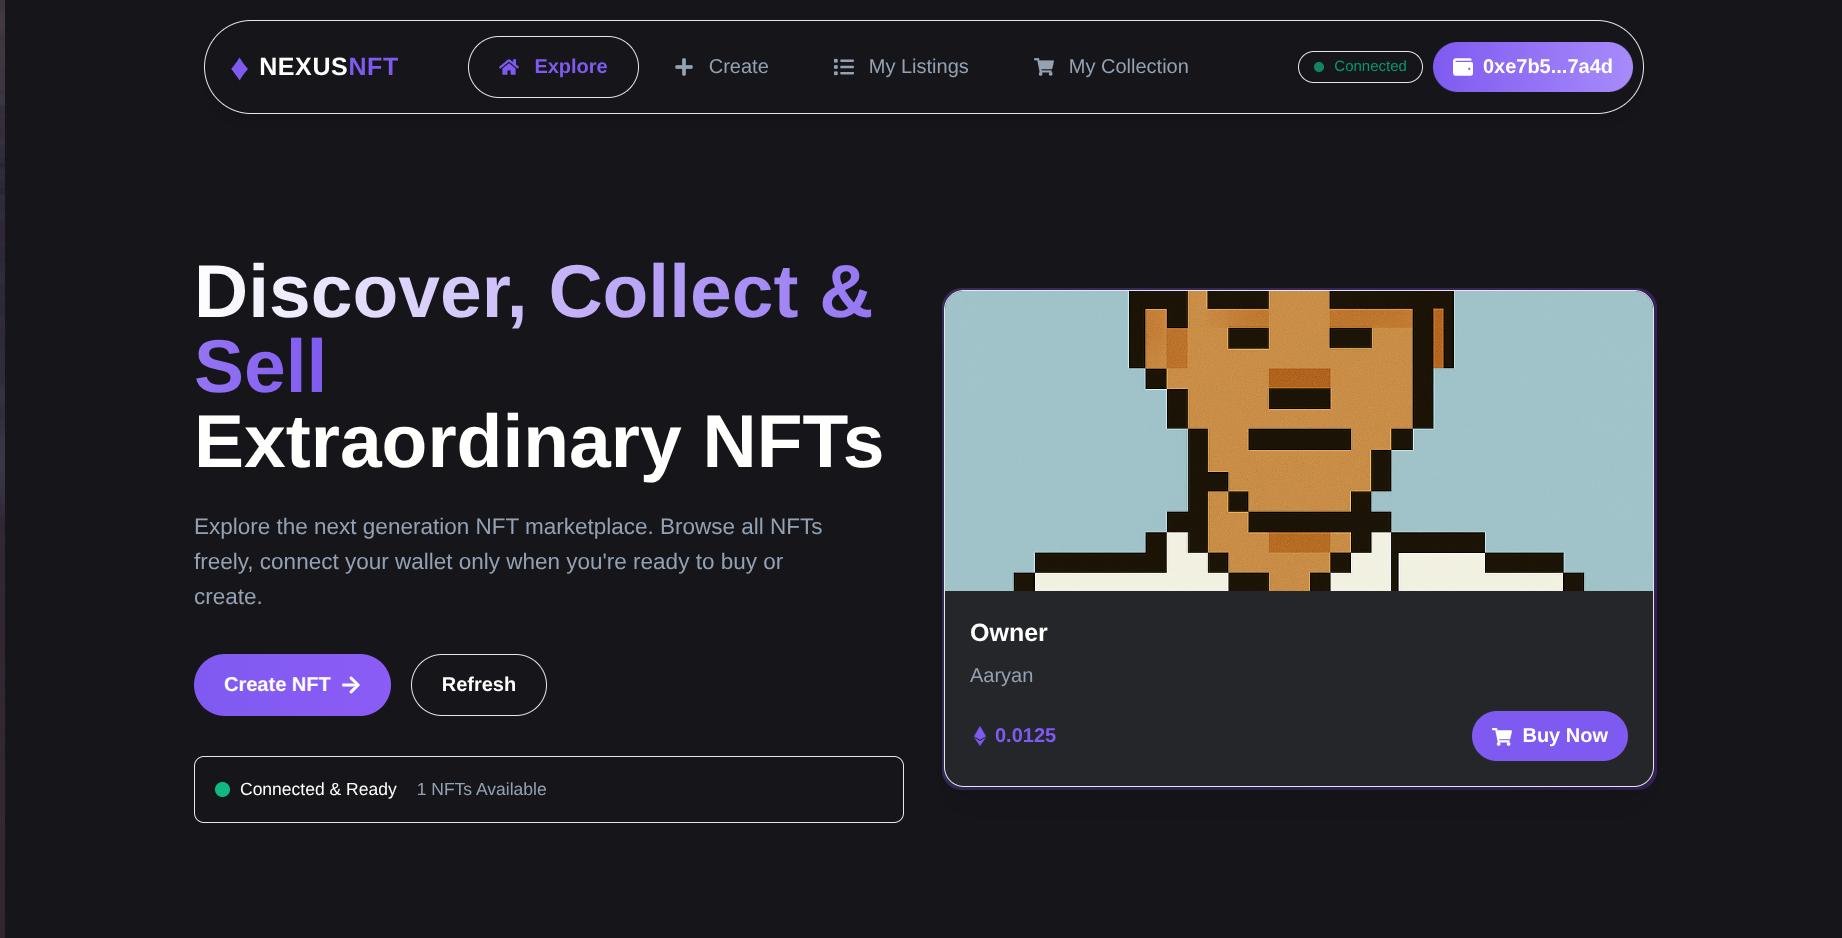 NEXUSNFT
Explore
Create
My Listings
My Collection
Connected
0xe7b5...7a4d
Discover, Collect &
Sell
Extraordinary NFTs
Explore the next generation NFT marketplace. Browse all NFTs
freely, connect your wallet only when you're ready to buy or
create.
Create NFT
Refresh
Connected & Ready
1 NFTs Available
Owner
Aaryan
0.0125
Buy Now